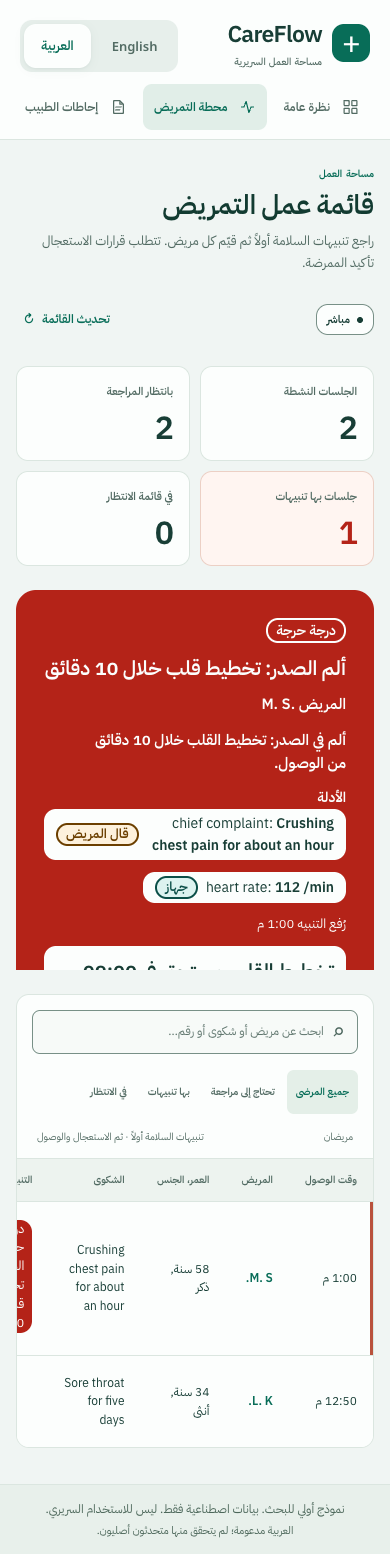 CareFlow
مساحة العمل السريرية
English
العربية
نظرة عامة
محطة التمريض
إحاطات الطبيب
مساحة العمل
قائمة عمل التمريض
راجع تنبيهات السلامة أولاً ثم قيّم كل مريض. تتطلب قرارات الاستعجال
تأكيد الممرضة.
مباشر
تحديث القائمة
الجلسات النشطة
2
بانتظار المراجعة
2
جلسات بها تنبيهات
1
في قائمة الانتظار
0
درجة حرجة
ألم الصدر: تخطيط قلب خلال 10 دقائق
المريض M. S.
ألم في الصدر: تخطيط القلب خلال 10 دقائق
من الوصول.
الأدلة
chief complaint: Crushing
chest pain for about an hour
قال المريض
heart rate: 112 /min
جهاز
رُفع التنبيه 1:00 م
ابحث عن مريض أو شكوى أو رقم...
جميع المرضى
تحتاج إلى مراجعة
بها تنبيهات
في الانتظار
مريضان
تنبيهات السلامة أولاً · ثم الاستعجال والوصول
وقت الوصول
المريض
العمر، الجنس
الشكوى
1:00 م
M. S.
58 سنة,
ذكر
Crushing
chest pain
for about
an hour
12:50 م
L. K.
34 سنة,
أنثى
Sore throat
for five
days
نموذج أولي للبحث. بيانات اصطناعية فقط. ليس للاستخدام السريري.
العربية مدعومة؛ لم يتحقق منها متحدثون أصليون.